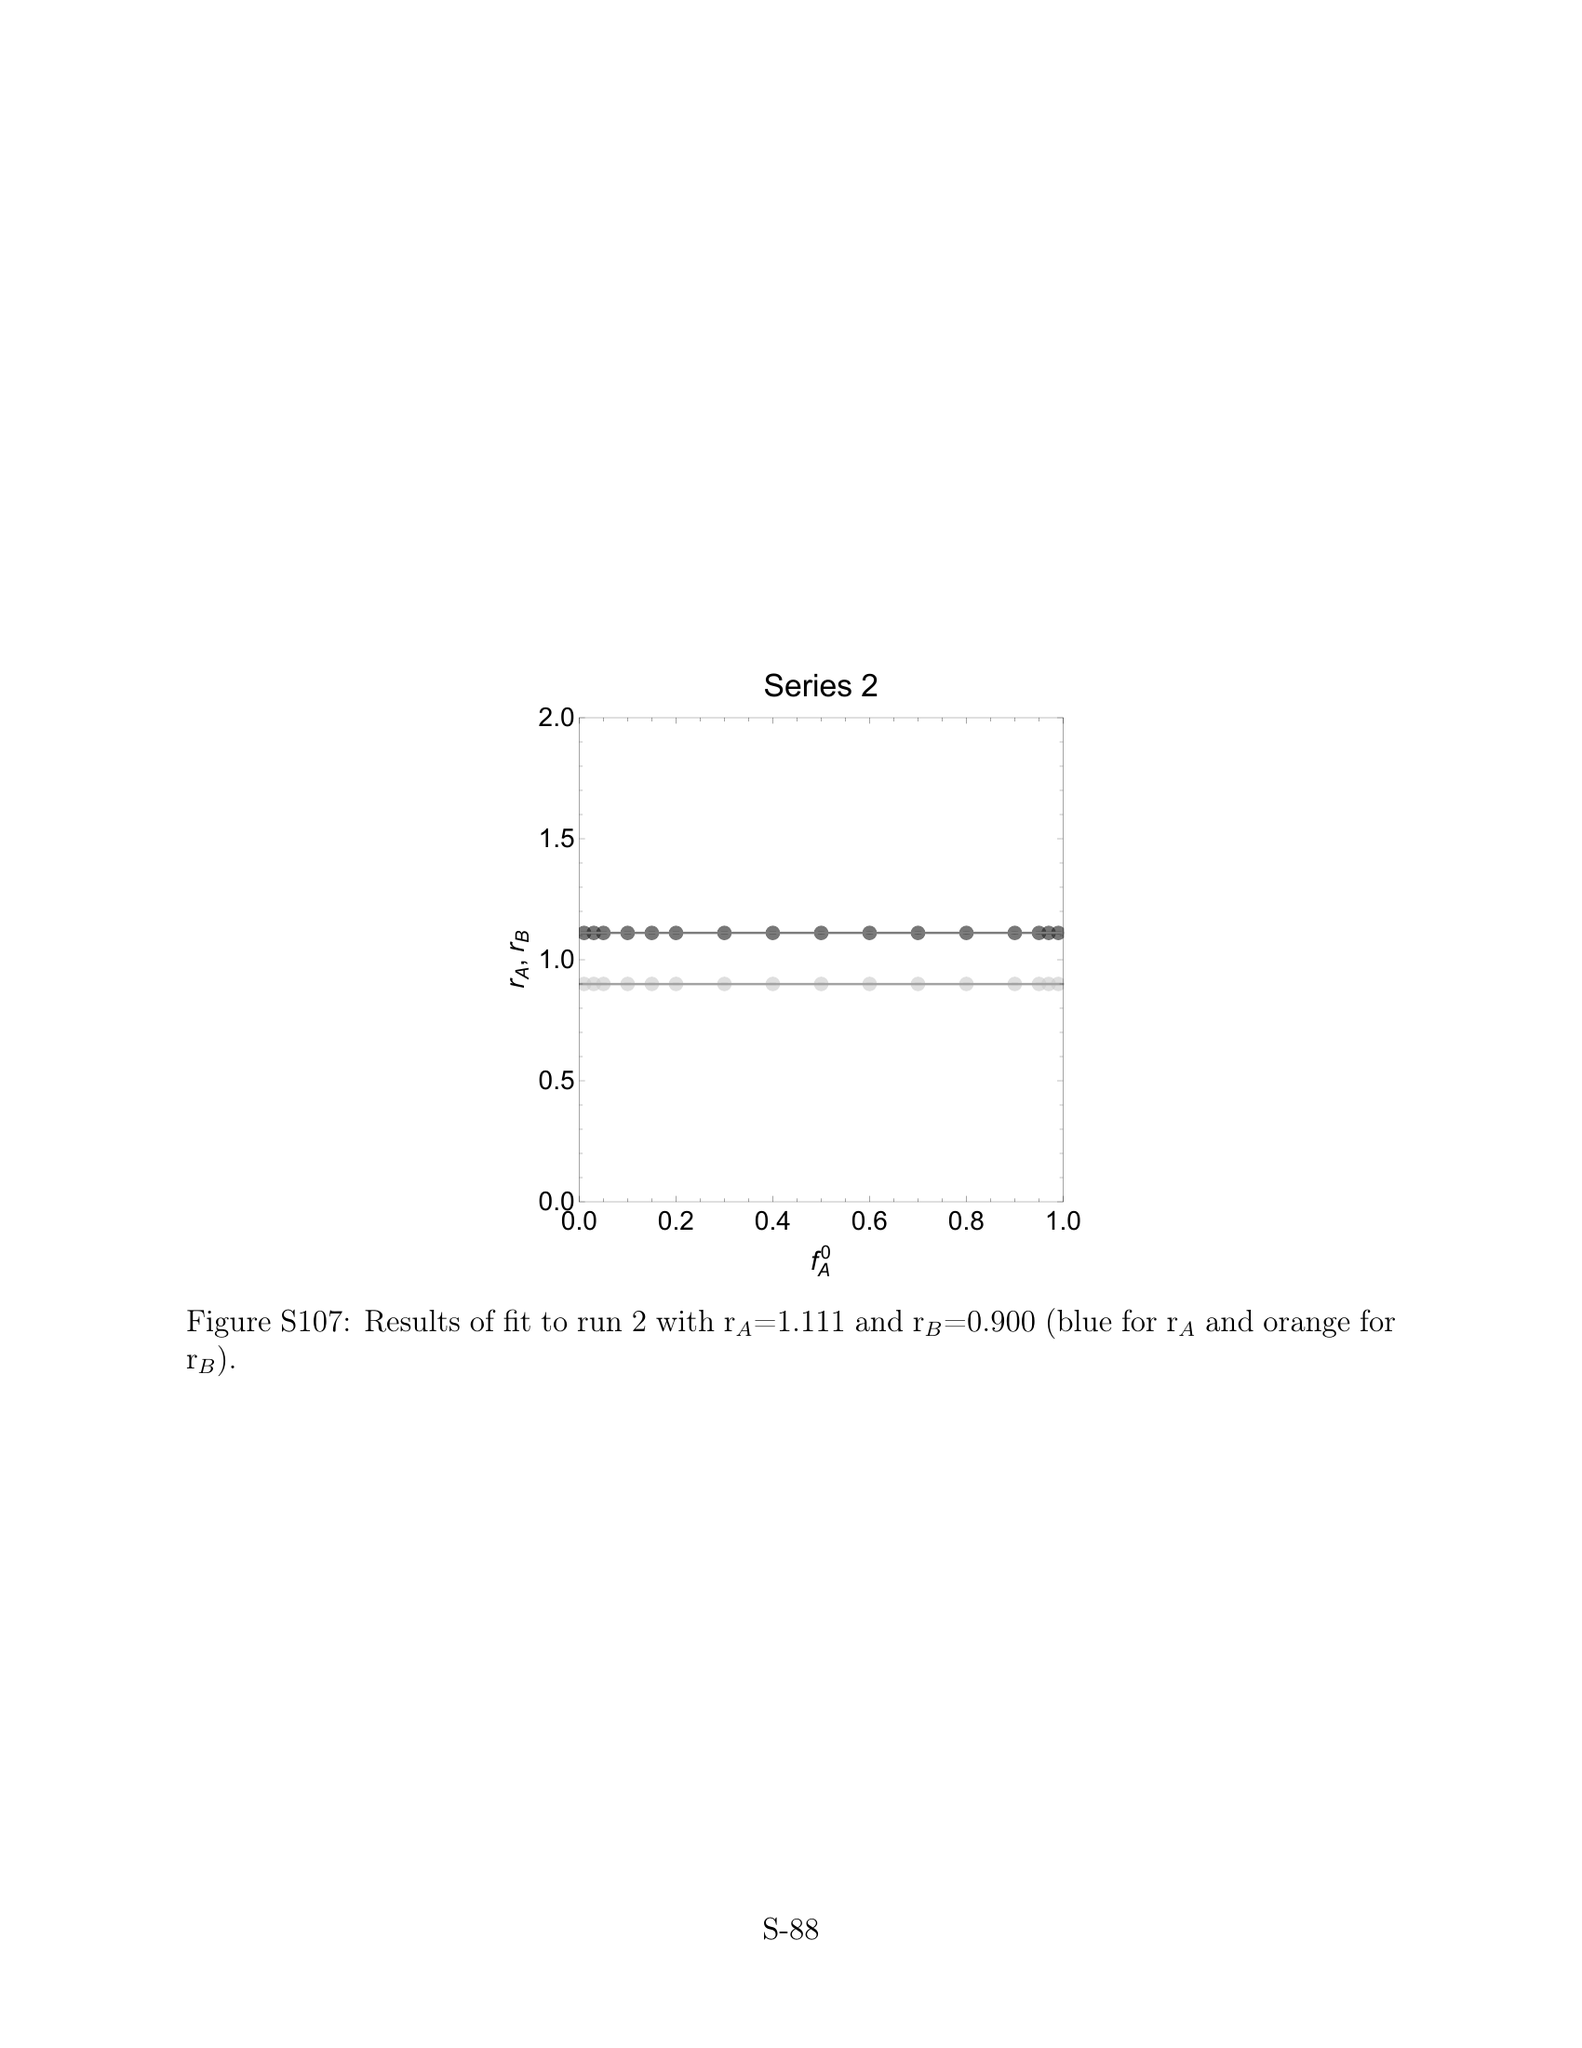 Series 2
2.0
1.5
1.0
0.5
0.0
r_A, r_B
0.0 0.2 0.4 0.6 0.8 1.0
f_A^0
Figure S107: Results of fit to run 2 with r_A=1.111 and r_B=0.900 (blue for r_A and orange for
r_B).
S-88